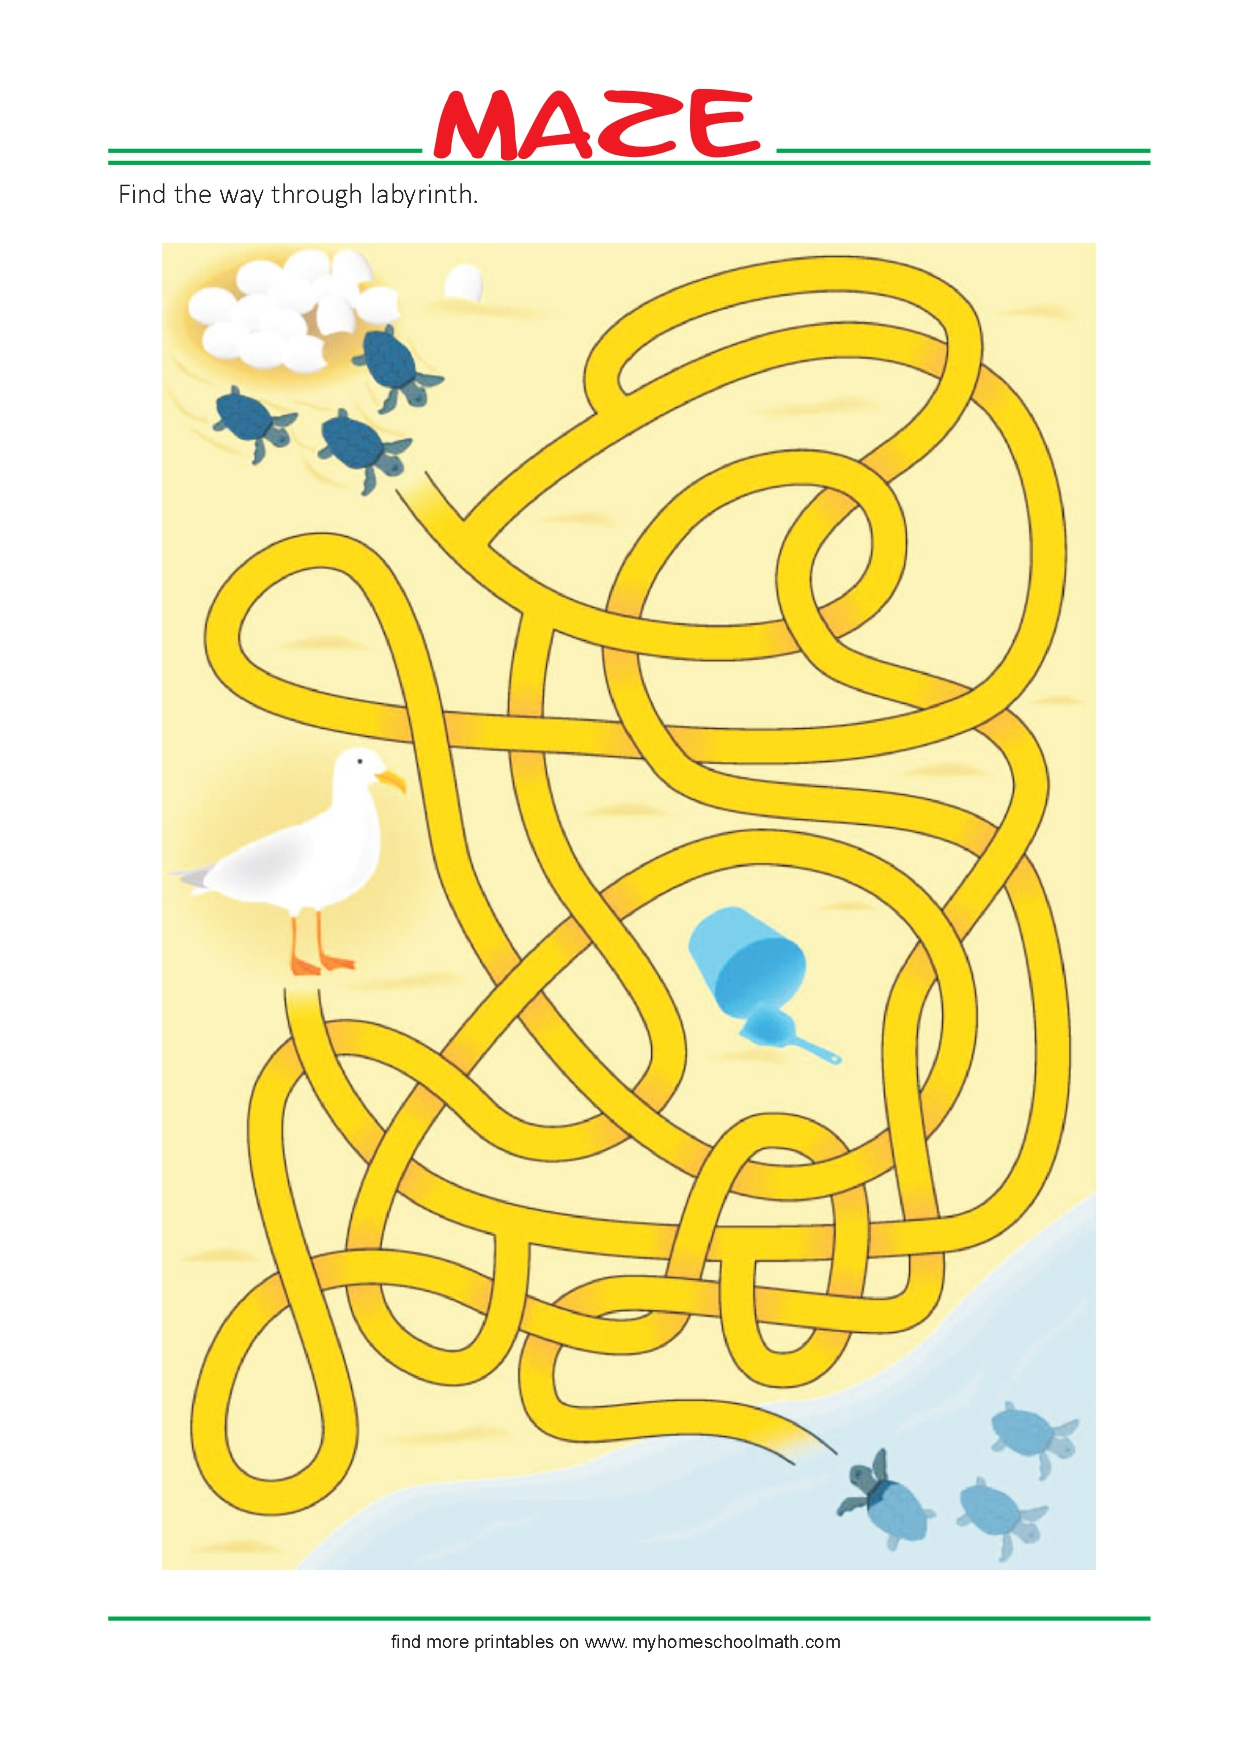 MAZE
Find the way through labyrinth.
find more printables on www. myhomeschoolmath.com